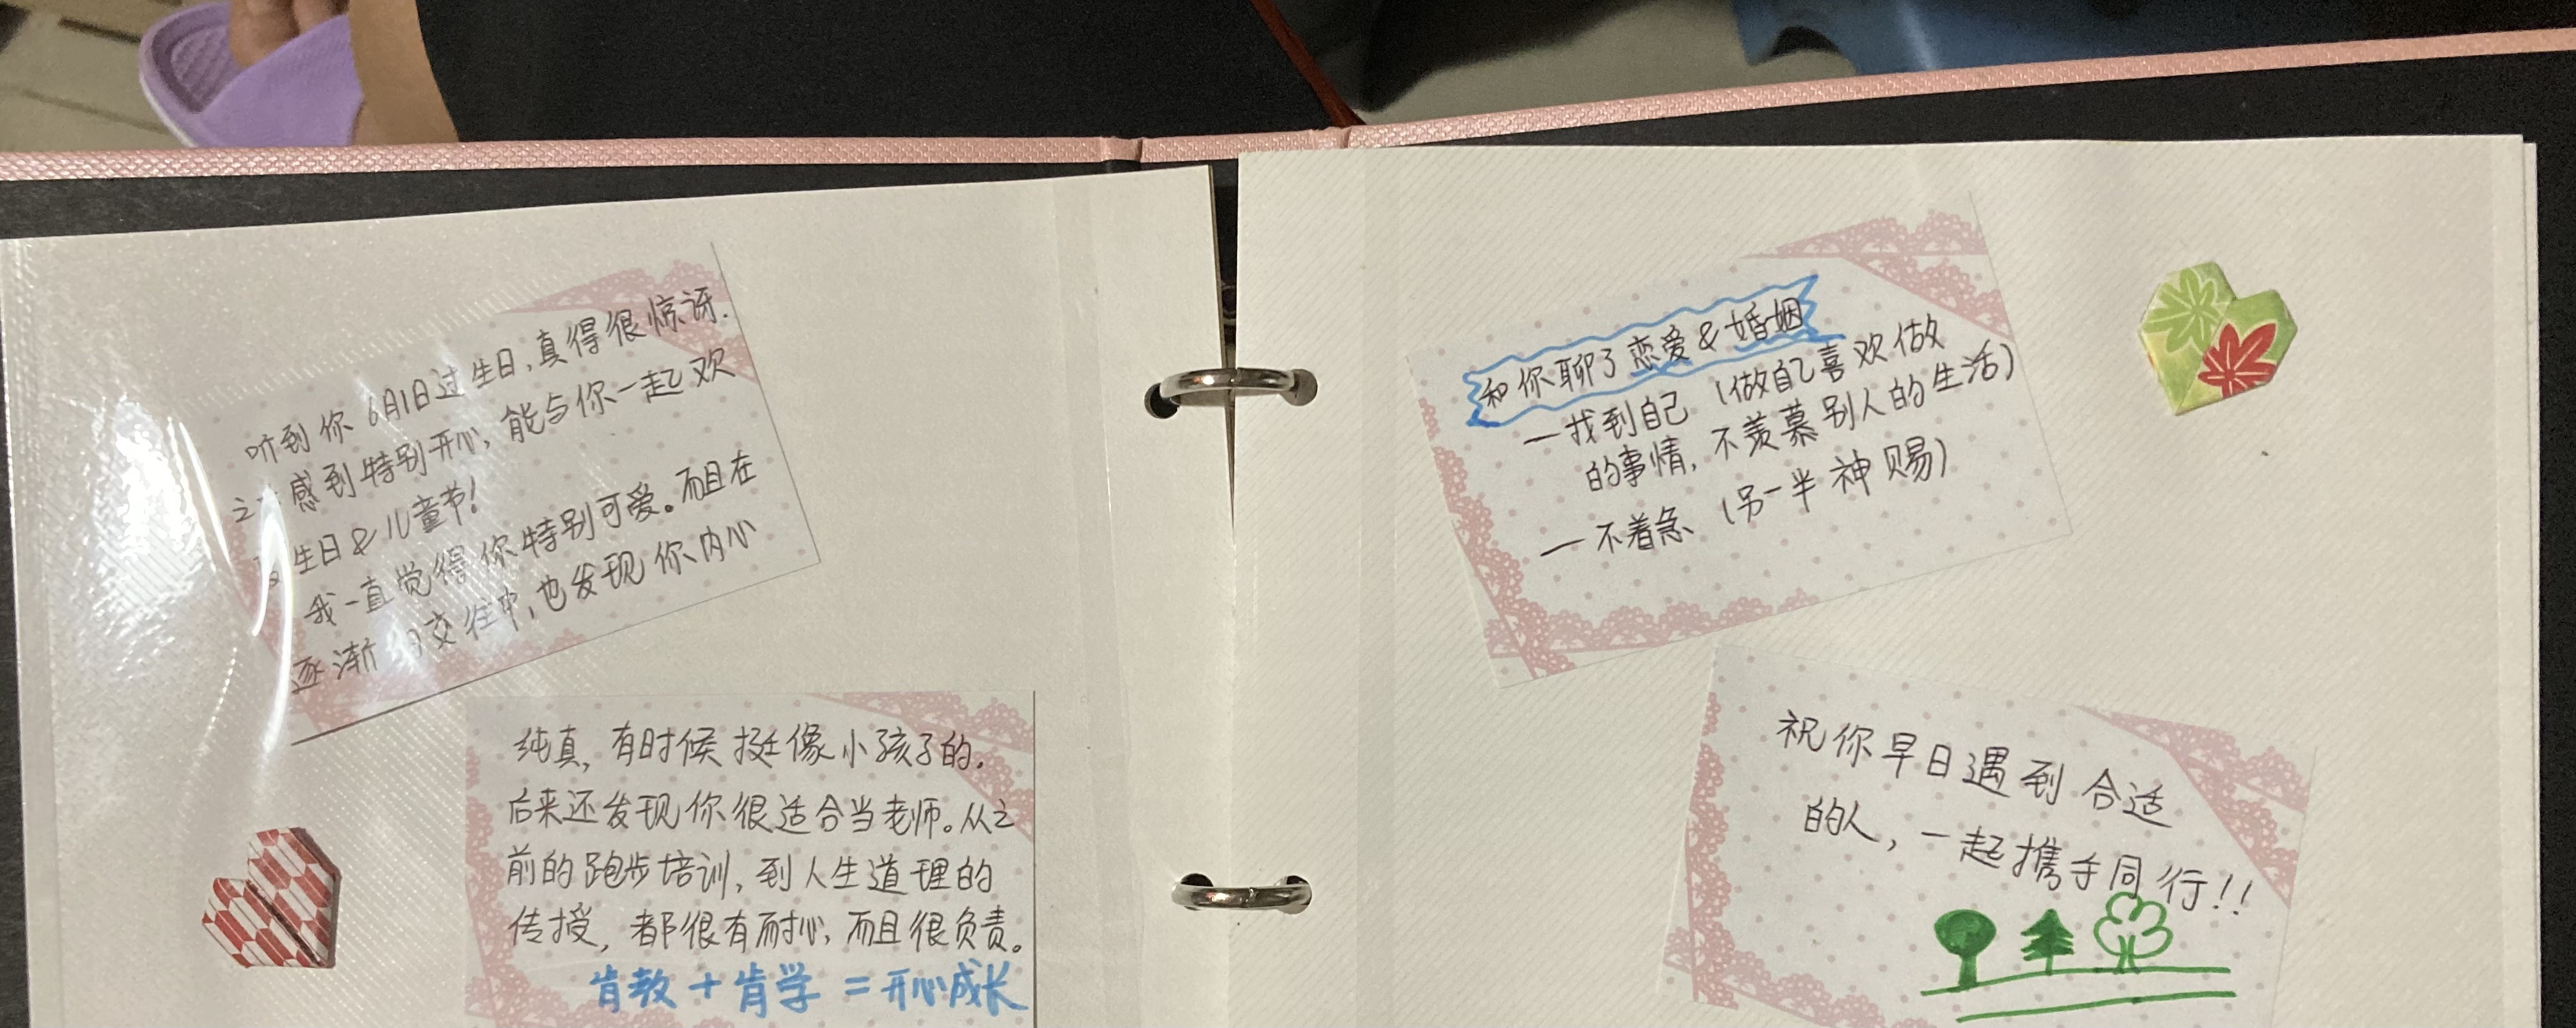 听到你6月1日过生日,真得很惊讶.
之 感到特别开心,能与你一起欢
生日&儿童节!
我一直觉得你特别可爱。而且在
逐渐的交往中,也发现你内心
纯真,有时候挺像小孩子的.
后来还发现你很适合当老师。从之
前的跑步培训,到人生道理的
传授,都很有耐心,而且很负责。
肯教+肯学=开心成长
和你聊了恋爱&婚姻
—找到自己(做自己喜欢做
的事情,不羡慕别人的生活)
—不着急(另一半神赐)
祝你早日遇到合适
的人,一起携手同行!!